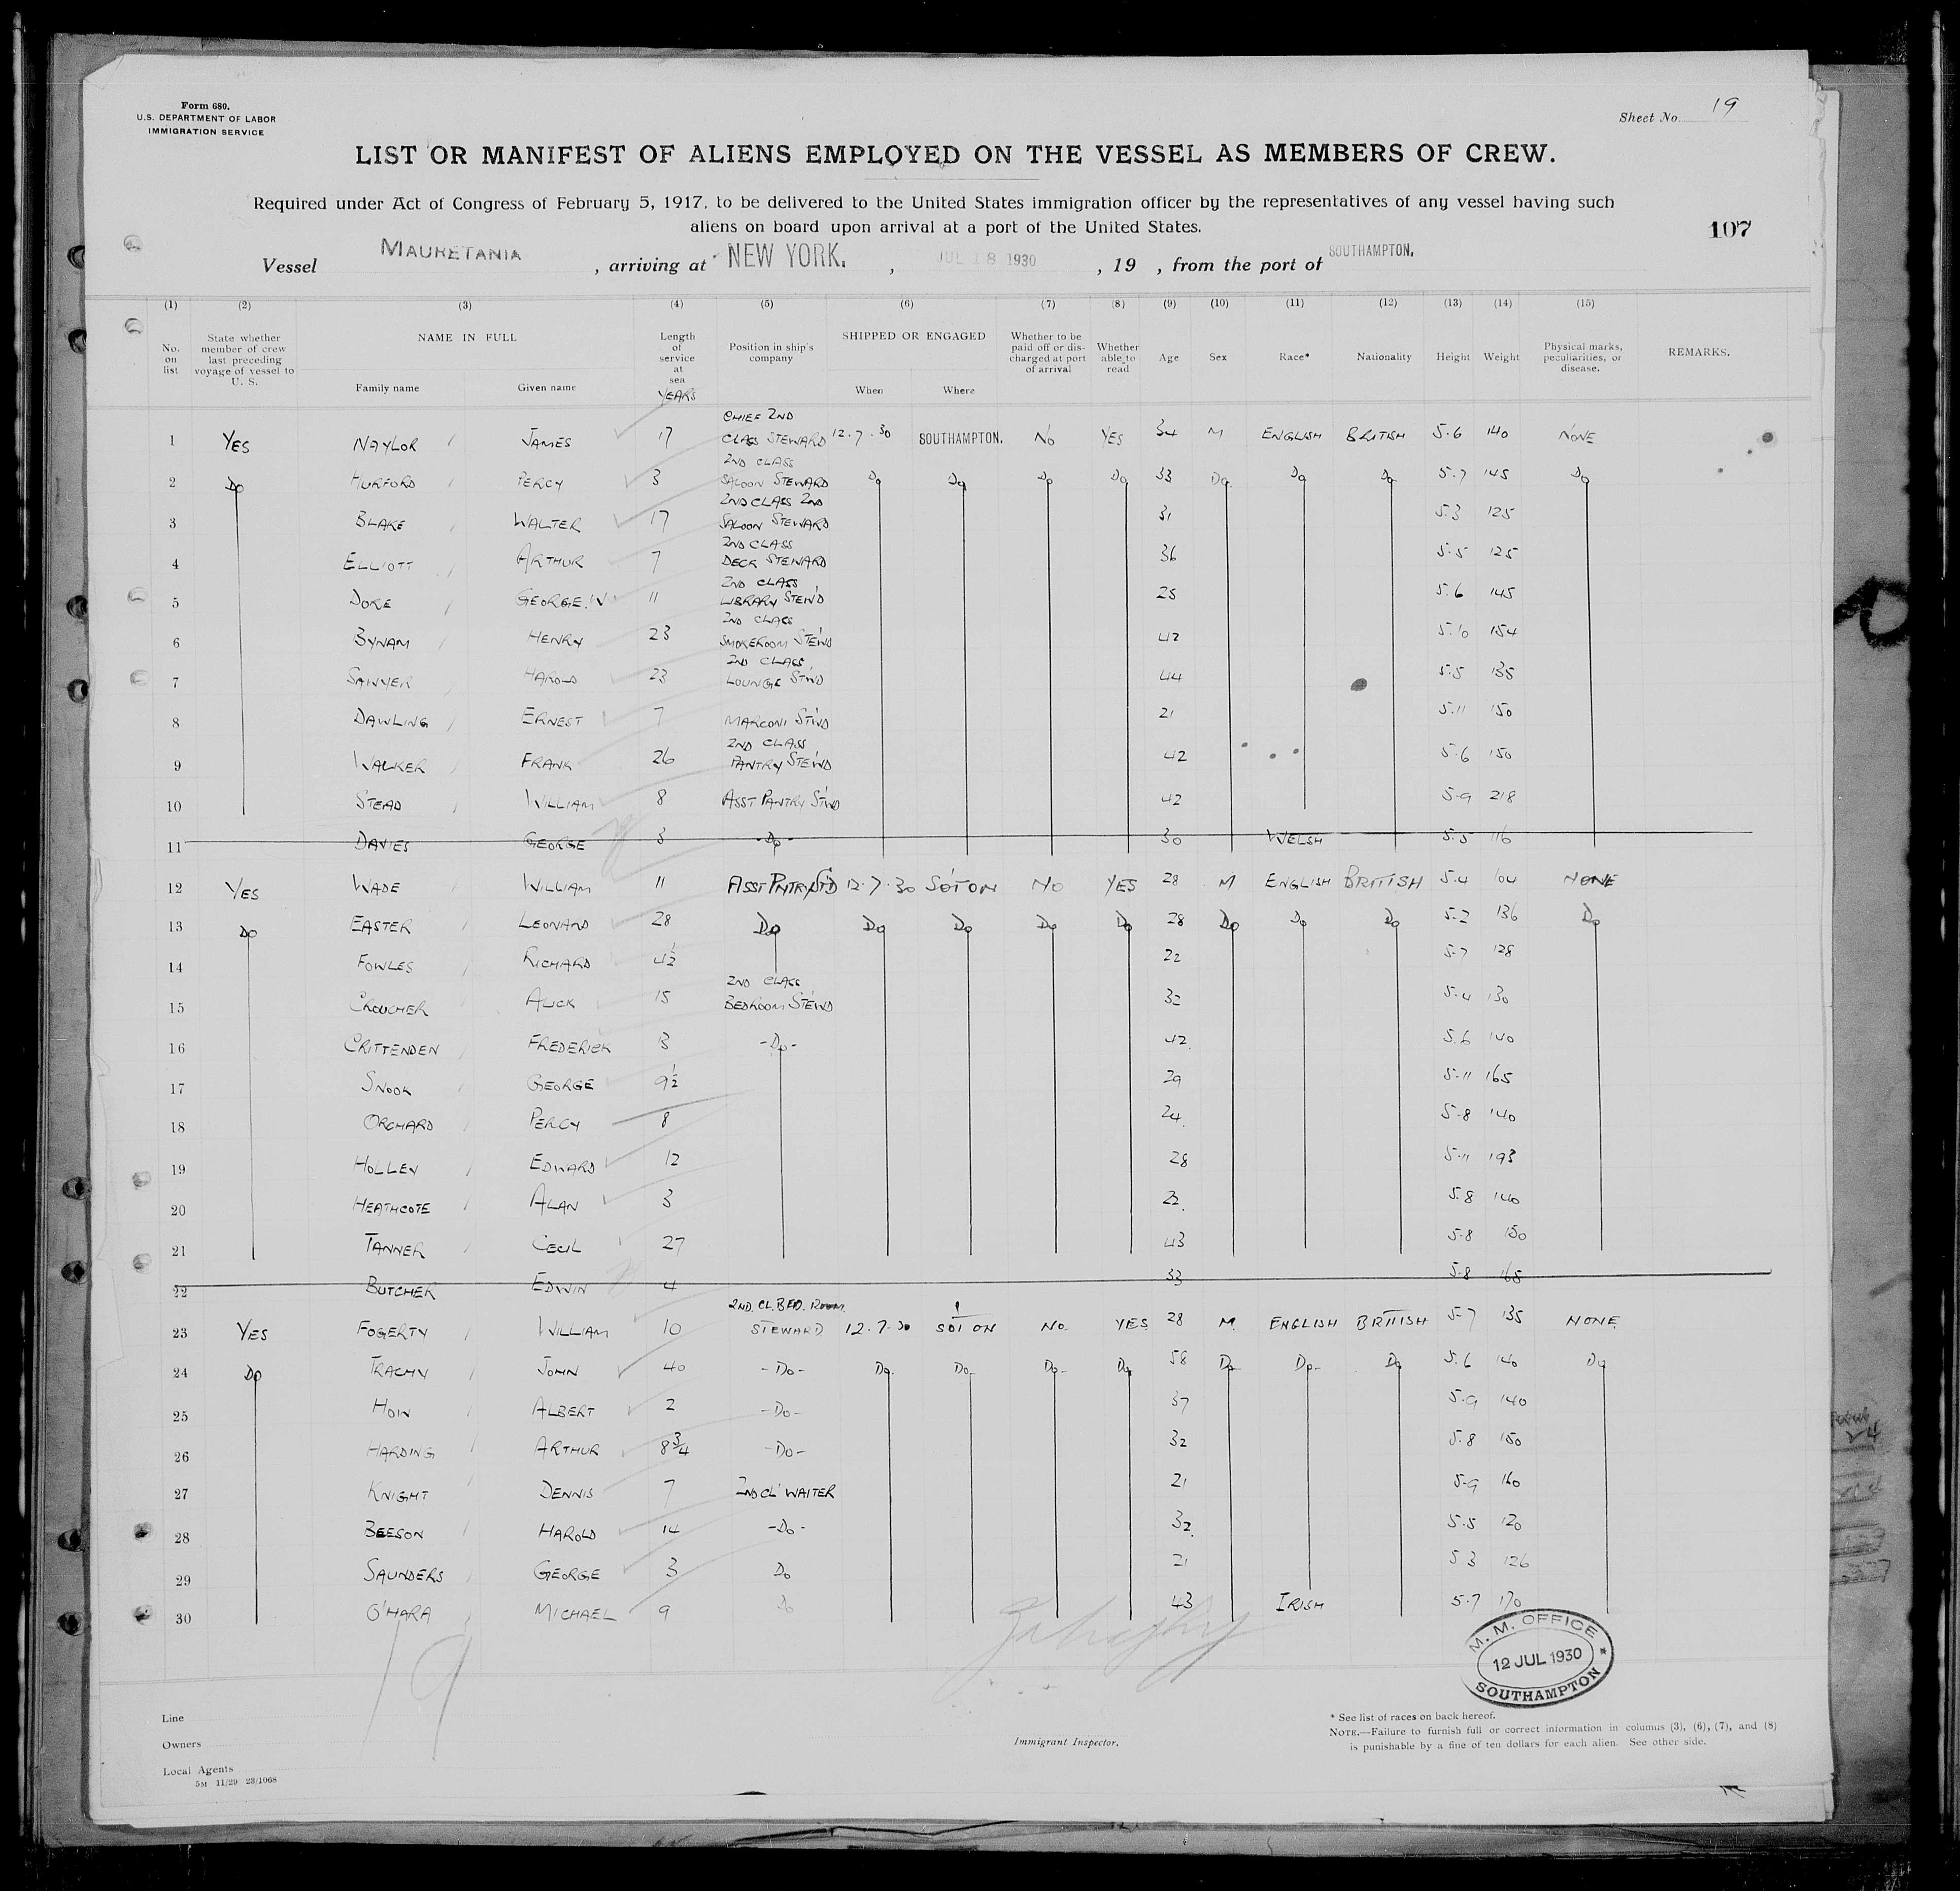 Form 680.
U.S. DEPARTMENT OF LABOR
IMMIGRATION SERVICE
Sheet No. 19
LIST OR MANIFEST OF ALIENS EMPLOYED ON THE VESSEL AS MEMBERS OF CREW.
Required under Act of Congress of February 5, 1917, to be delivered to the United States immigration officer by the representatives of any vessel having such
aliens on board upon arrival at a port of the United States.
107
Vessel MAURETANIA , arriving at NEW YORK. , JUL 18 1930 , 19 , from the port of SOUTHAMPTON.
(1) (2) (3) (4) (5) (6) (7) (8) (9) (10) (11) (12) (13) (14) (15)
No. on list State whether member of crew last preceding voyage of vessel to U. S. NAME IN FULL Family name Given name Length of service at sea YEARS Position in ship's company SHIPPED OR ENGAGED When Where Whether to be paid off or discharged at port of arrival Whether able to read Age Sex Race* Nationality Height Weight Physical marks, peculiarities, or disease. REMARKS.
1 YES NAYLOR JAMES 17 CHIEF 2ND CLASS STEWARD 12.7.30 SOUTHAMPTON. NO YES 34 M ENGLISH BRITISH 5.6 140 NONE
2 DO HURFORD PERCY 3 2ND CLASS SALOON STEWARD DO DO DO DO 33 DO DO DO 5.7 145 DO
3 BLAKE WALTER 17 2ND CLASS 2ND SALOON STEWARD 31 5.3 125
4 ELLIOTT ARTHUR 7 2ND CLASS DECK STEWARD 36 5.5 125
5 DORE GEORGE.W 11 2ND CLASS LIBRARY STEW'D 25 5.6 145
6 BYNAM HENRY 23 2ND CLASS SMOKEROOM STEW'D 42 5.10 154
7 SAWYER HAROLD 23 2ND CLASS LOUNGE ST'WD 44 5.5 135
8 DAWLING ERNEST 7 MARCONI ST'WD 21 5.11 150
9 WALKER FRANK 26 2ND CLASS PANTRY STEW'D 42 5.6 150
10 STEAD WILLIAM 8 ASST PANTRY ST'WD 42 5.9 218
11 DAVIES GEORGE 3 -DO- 30 WELSH 5.5 116
12 YES WADE WILLIAM 11 ASST PNTRY ST'D 12.7.30 SO'TON NO YES 28 M ENGLISH BRITISH 5.4 104 NONE
13 DO EASTER LEONARD 28 DO DO DO DO DO 28 DO DO DO 5.2 136 DO
14 FOWLES RICHARD 4½ 22 5.7 128
15 CROUCHER ALICK 15 2ND CLASS BEDROOM STEW'D 32 5.4 130
16 CRITTENDEN FREDERICK 3 -DO- 42 5.6 140
17 SNOOK GEORGE 9½ 29 5.11 165
18 ORCHARD PERCY 8 24 5.8 140
19 HOLLEY EDWARD 12 28 5.11 193
20 HEATHCOTE ALAN 3 22 5.8 140
21 TANNER CECIL 27 43 5.8 150
22 BUTCHER EDWIN 4 33 5.8 165
23 YES FOGERTY WILLIAM 10 2ND. CL. BED. ROOM. STEWARD 12.7.30 SO'TON NO. YES 28 M. ENGLISH BRITISH 5.7 135 NONE
24 DO TRACHY JOHN 40 -DO- DO DO DO DO 58 DO DO DO 5.6 140 DO
25 ALBERT 2 -DO- 37 5.9 140
26 HARDING ARTHUR 8¾ -DO- 32 5.8 150
27 KNIGHT DENNIS 7 2ND CL' WAITER 21 5.9 160
28 BEESON HAROLD 14 -DO- 32 5.5 120
29 SAUNDERS GEORGE 3 DO 21 5.3 126
30 O'HARA MICHAEL 9 DO 43 IRISH 5.7 170
19
M. M. OFFICE
12 JUL 1930
SOUTHAMPTON
Line
Owners
Local Agents
5M 11/29 23/1068
Immigrant Inspector.
* See list of races on back hereof.
NOTE.—Failure to furnish full or correct information in columns (3), (6), (7), and (8)
is punishable by a fine of ten dollars for each alien. See other side.